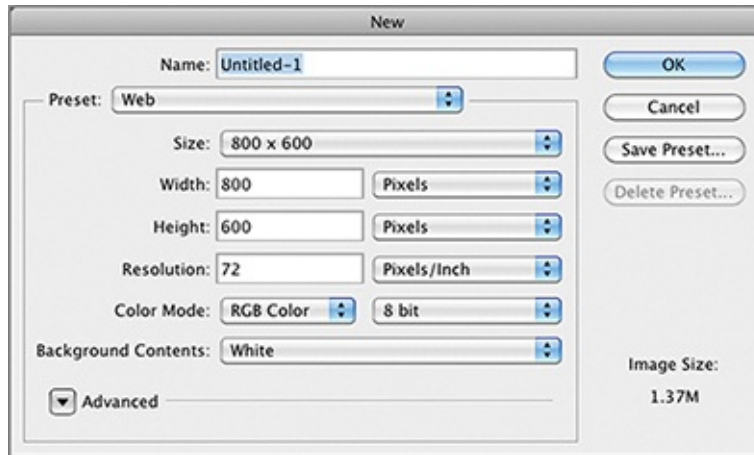 New
Name: Untitled-1
OK
Preset: Web
Cancel
Size: 800 x 600
Save Preset...
Width: 800 Pixels
Delete Preset...
Height: 600 Pixels
Resolution: 72 Pixels/Inch
Color Mode: RGB Color 8 bit
Background Contents: White
Image Size:
1.37M
Advanced